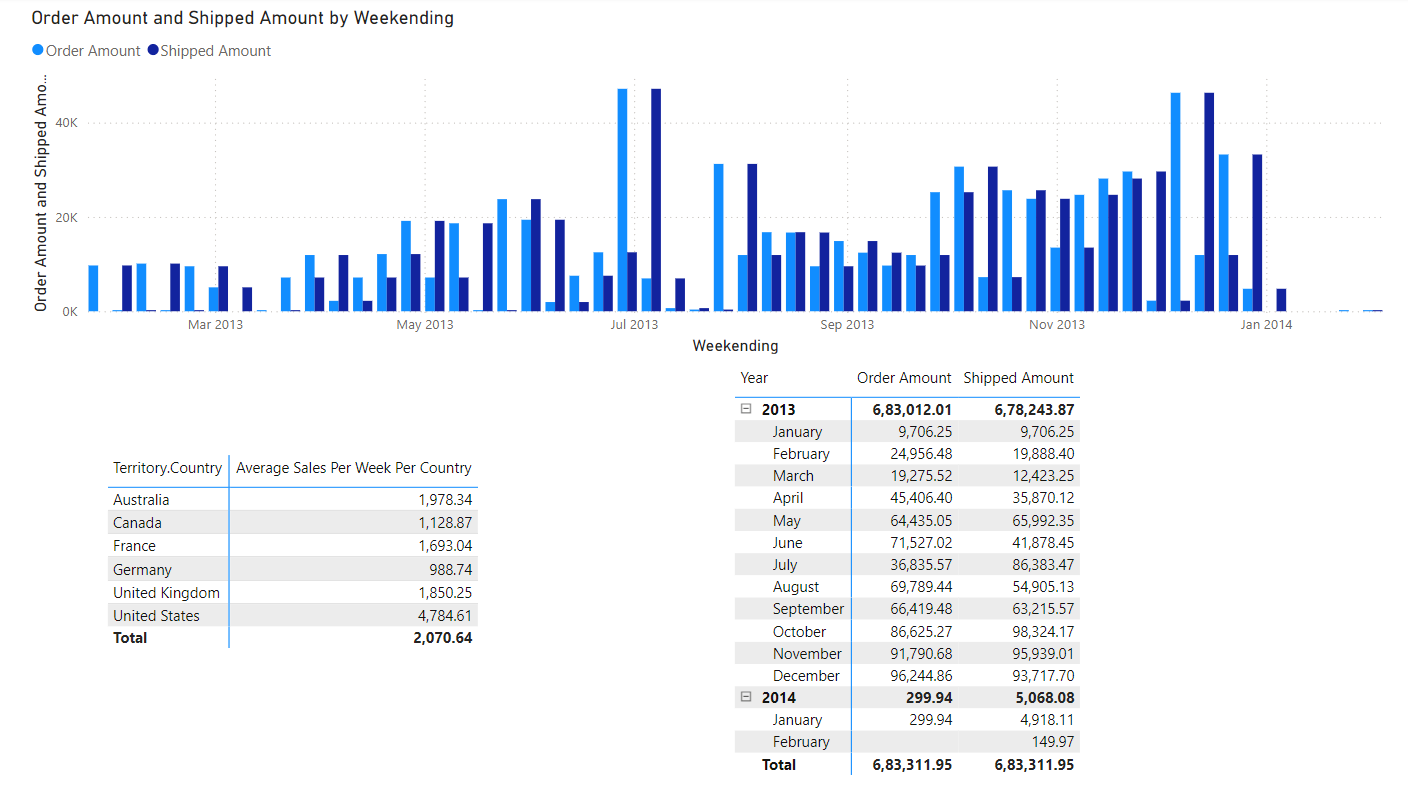 Order Amount and Shipped Amount by Weekending
Order Amount Shipped Amount
Order Amount and Shipped Amo...
40K
20K
0K
Mar 2013 May 2013 Jul 2013 Sep 2013 Nov 2013 Jan 2014
Weekending
Territory.Country Average Sales Per Week Per Country
Australia 1,978.34
Canada 1,128.87
France 1,693.04
Germany 988.74
United Kingdom 1,850.25
United States 4,784.61
Total 2,070.64
Year Order Amount Shipped Amount
2013 6,83,012.01 6,78,243.87
January 9,706.25 9,706.25
February 24,956.48 19,888.40
March 19,275.52 12,423.25
April 45,406.40 35,870.12
May 64,435.05 65,992.35
June 71,527.02 41,878.45
July 36,835.57 86,383.47
August 69,789.44 54,905.13
September 66,419.48 63,215.57
October 86,625.27 98,324.17
November 91,790.68 95,939.01
December 96,244.86 93,717.70
2014 299.94 5,068.08
January 299.94 4,918.11
February 149.97
Total 6,83,311.95 6,83,311.95